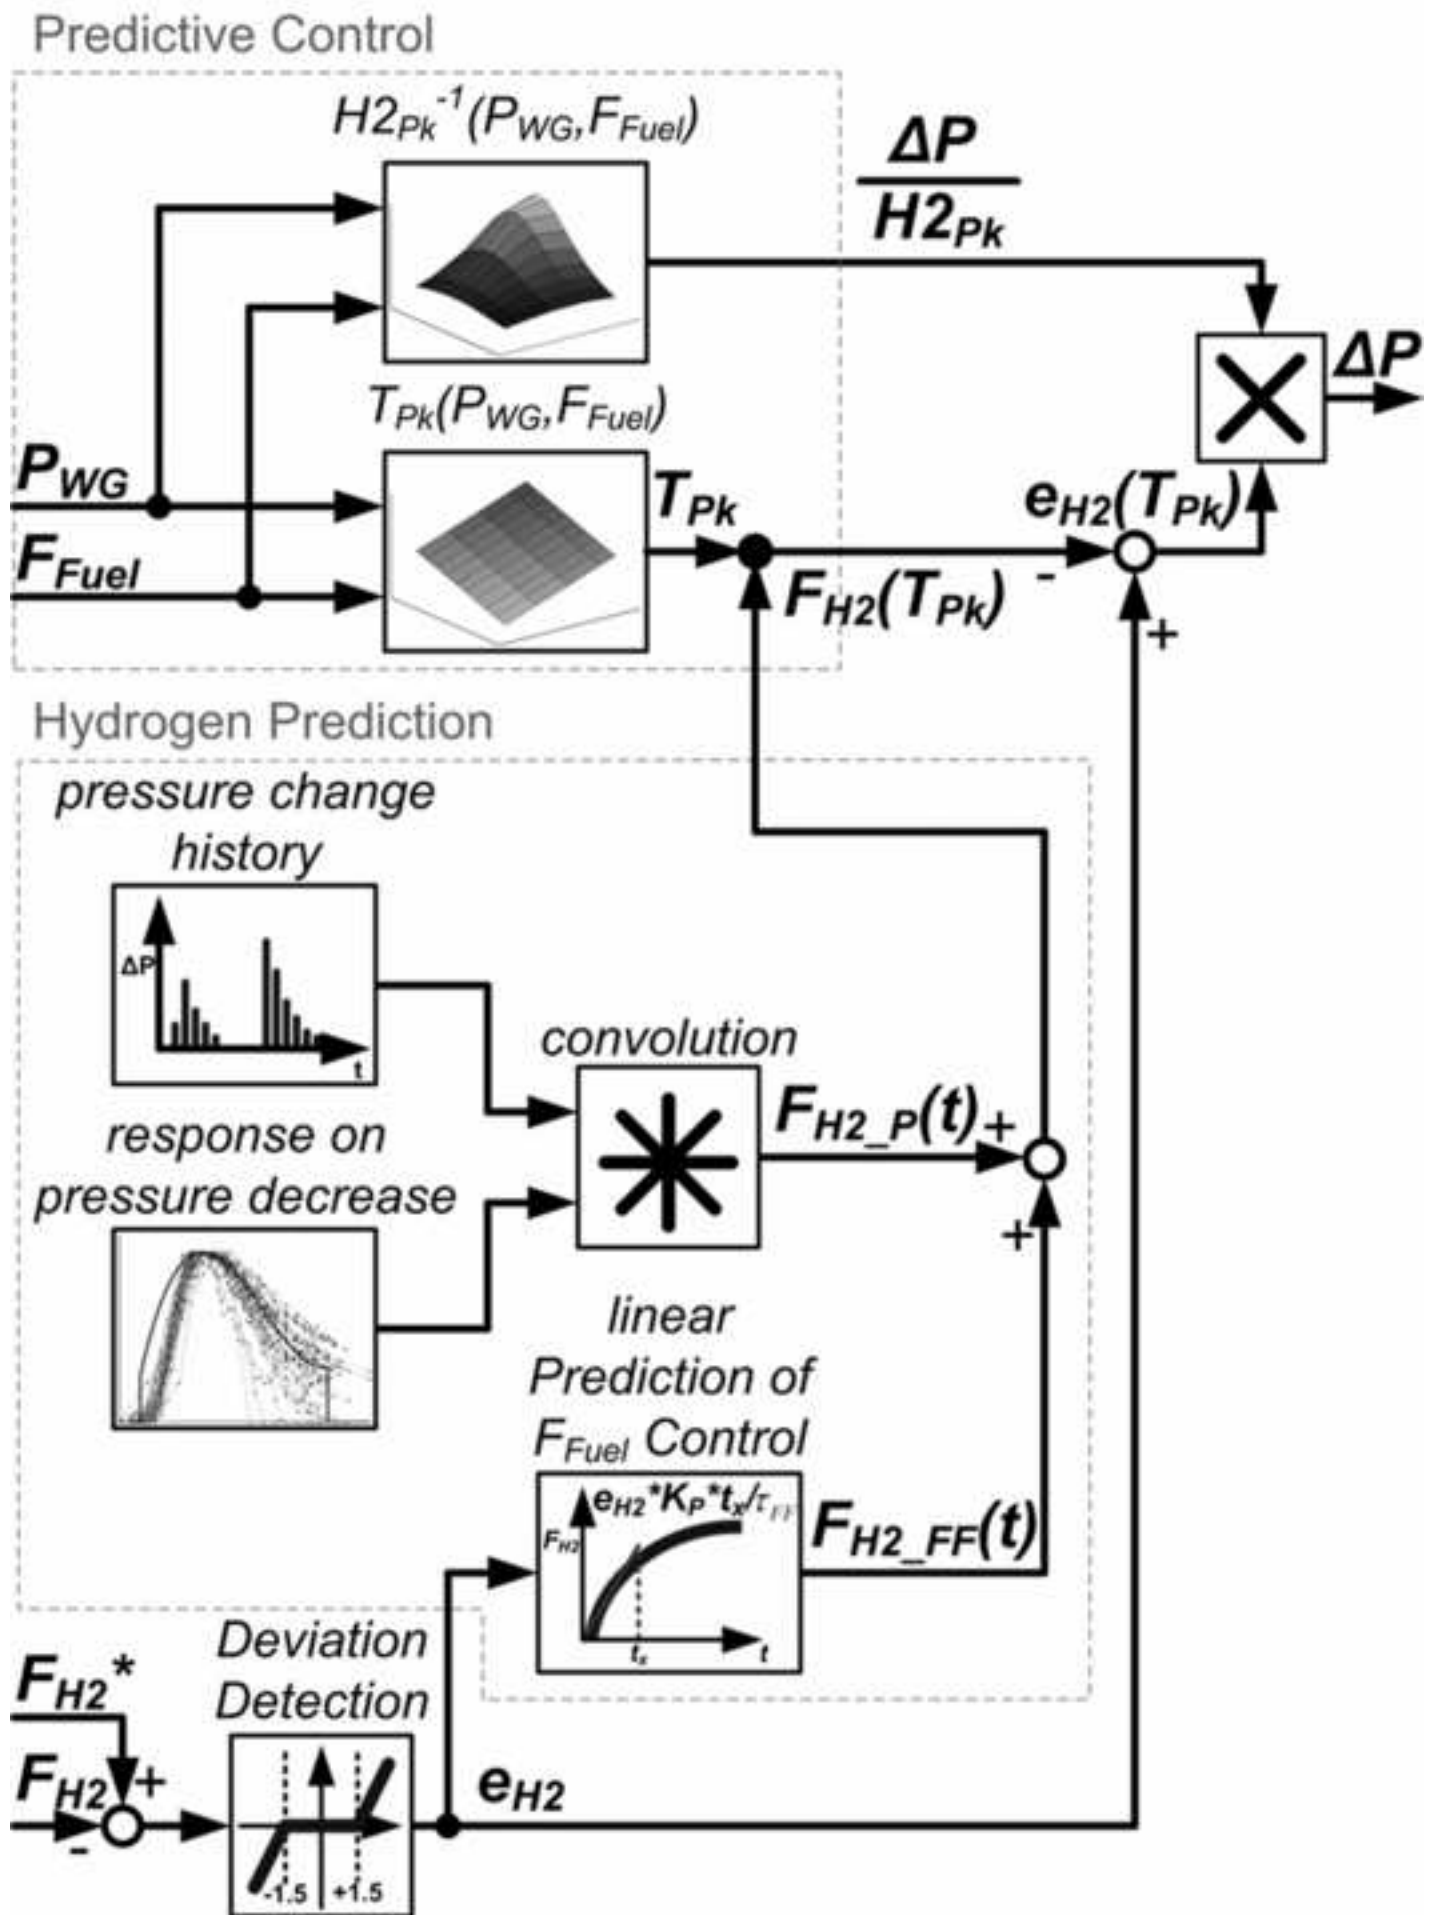 Predictive Control
H2Pk-1(PWG,FFuel)
ΔP
H2Pk
ΔP
TPk(PWG,FFuel)
PWG
TPk
eH2(TPk)
FFuel
FH2(TPk)
-
+
Hydrogen Prediction
pressure change
history
ΔP
t
convolution
response on
pressure decrease
FH2_P(t)
+
+
linear
Prediction of
FFuel Control
eH2*KP*tx/τFF
FH2
tx
t
FH2_FF(t)
Deviation
Detection
FH2*
FH2
+
-
eH2
-1.5
+1.5